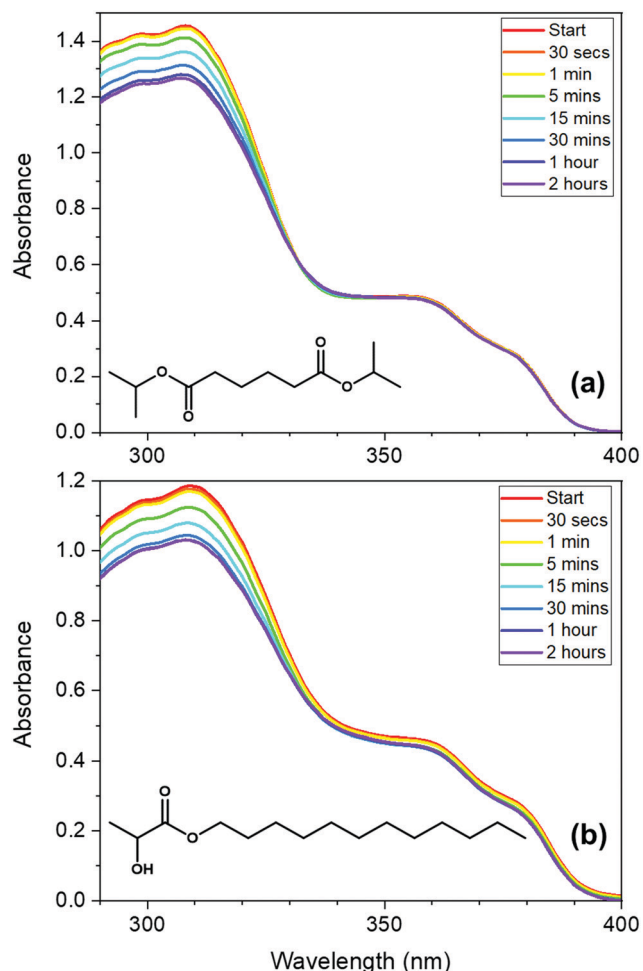 1.4
1.2
1.0
0.8
0.6
0.4
0.2
0.0
Absorbance
Start
30 secs
1 min
5 mins
15 mins
30 mins
1 hour
2 hours
O
O
O
O
(a)
300
350
400
1.2
1.0
0.8
0.6
0.4
0.2
0.0
Absorbance
Start
30 secs
1 min
5 mins
15 mins
30 mins
1 hour
2 hours
O
O
OH
(b)
300
350
400
Wavelength (nm)